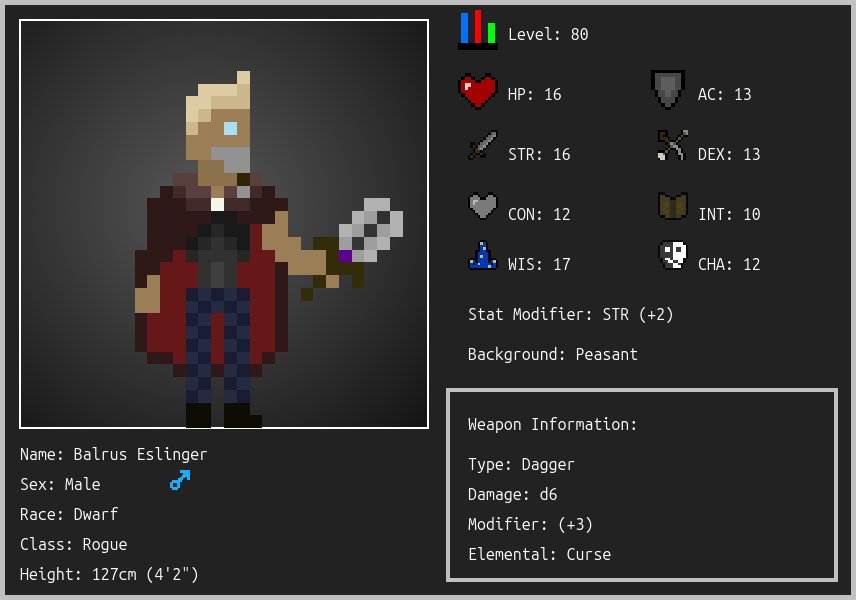 Level: 80
HP: 16
AC: 13
STR: 16
DEX: 13
CON: 12
INT: 10
WIS: 17
CHA: 12
Stat Modifier: STR (+2)
Background: Peasant
Weapon Information:
Type: Dagger
Damage: d6
Modifier: (+3)
Elemental: Curse
Name: Balrus Eslinger
Sex: Male
Race: Dwarf
Class: Rogue
Height: 127cm (4'2")